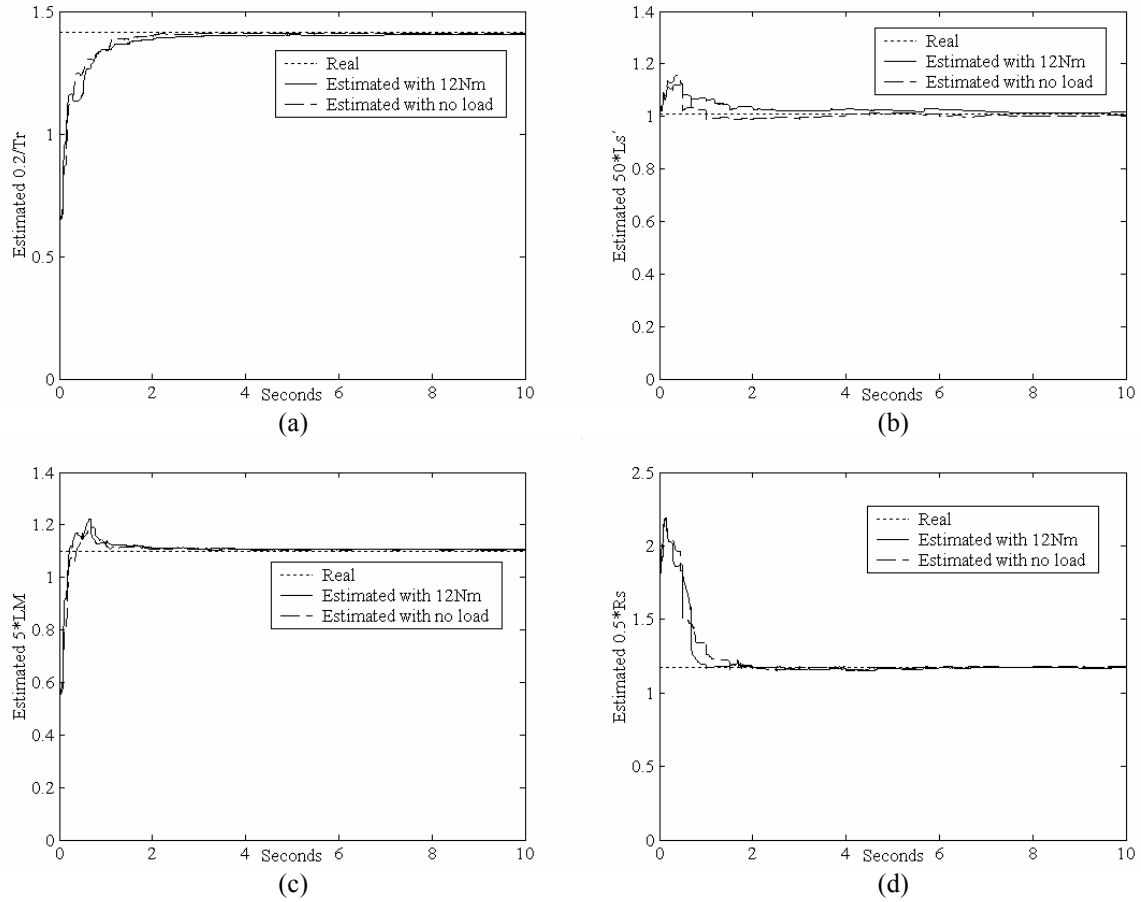 1.5
1
0.5
0
Estimated 0.2/Tr
Real
Estimated with 12Nm
Estimated with no load
0 2 4 6 8 10
Seconds
(a)
1.4
1.2
1
0.8
0.6
0.4
0.2
0
Estimated 50*Ls´
Real
Estimated with 12Nm
Estimated with no load
0 2 4 6 8 10
Seconds
(b)
1.4
1.2
1
0.8
0.6
0.4
0.2
0
Estimated 5*LM
Real
Estimated with 12Nm
Estimated with no load
0 2 4 6 8 10
Seconds
(c)
2.5
2
1.5
1
0.5
0
Estimated 0.5*Rs
Real
Estimated with 12Nm
Estimated with no load
0 2 4 6 8 10
Seconds
(d)